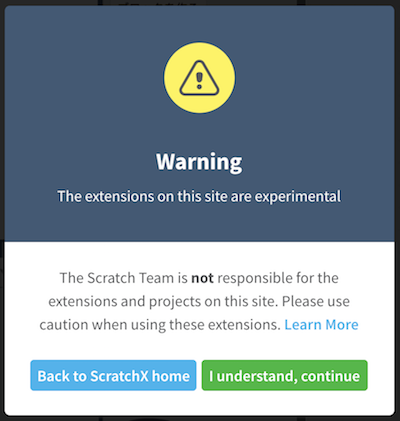 Warning
The extensions on this site are experimental
The Scratch Team is not responsible for the
extensions and projects on this site. Please use
caution when using these extensions. Learn More
Back to ScratchX home
I understand, continue